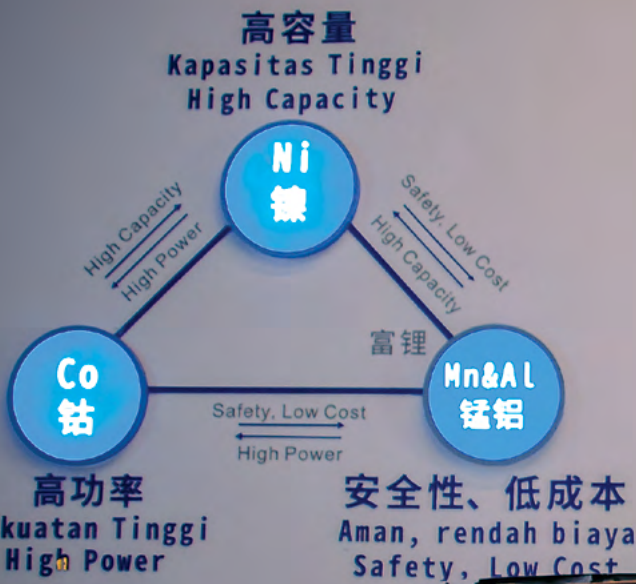 高容量
Kapasitas Tinggi
High Capacity
Ni
镍
High Capacity
High Power
Safety, Low Cost
High Capacity
富锂
Co
钴
Mn&Al
锰铝
Safety, Low Cost
High Power
高功率
kuatan Tinggi
High Power
安全性、低成本
Aman, rendah biaya
Safety, Low Cost